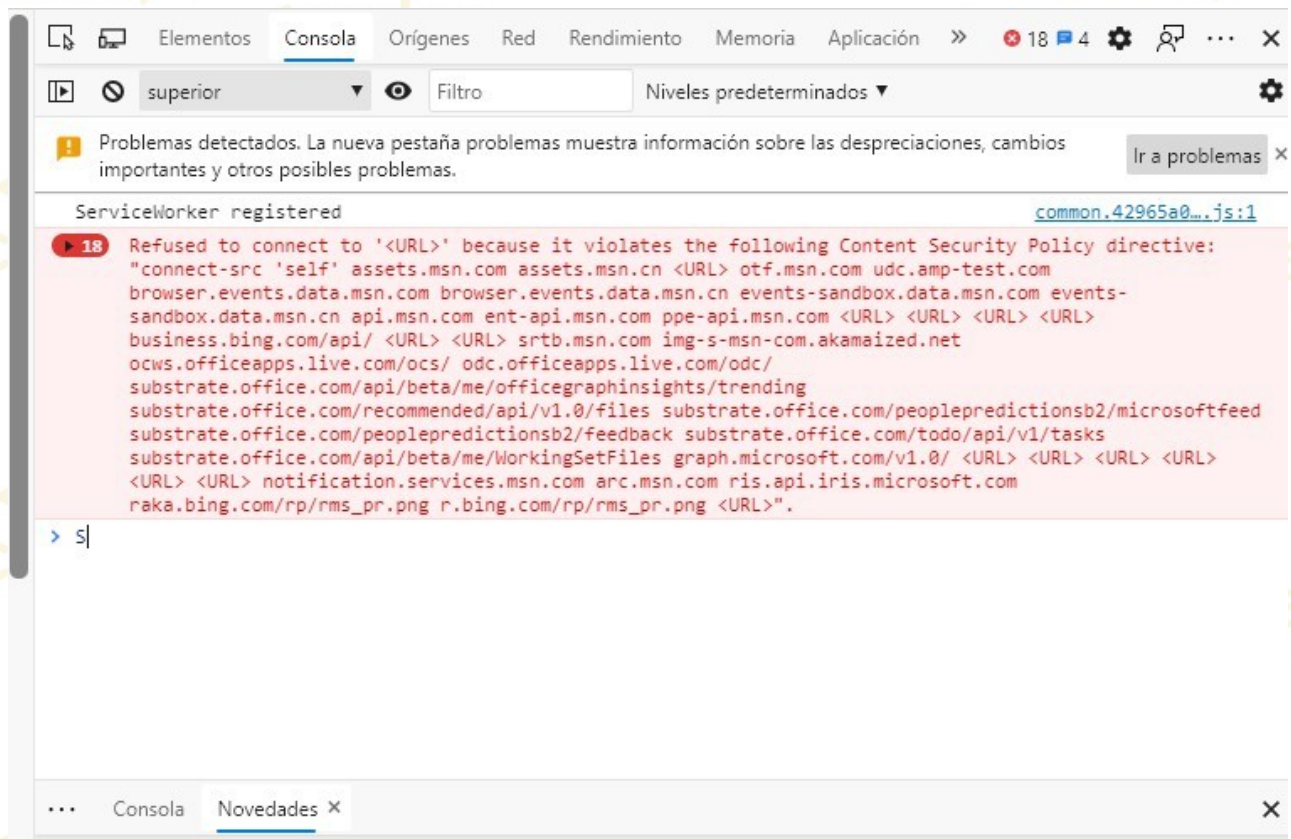 Elementos Consola Orígenes Red Rendimiento Memoria Aplicación » 18 4 ... ×
superior ▼ Filtro Niveles predeterminados ▼
Problemas detectados. La nueva pestaña problemas muestra información sobre las despreciaciones, cambios
importantes y otros posibles problemas.
Ir a problemas ×
ServiceWorker registered common.42965a0….js:1
18 Refused to connect to '<URL>' because it violates the following Content Security Policy directive:
"connect-src 'self' assets.msn.com assets.msn.cn <URL> otf.msn.com udc.amp-test.com
browser.events.data.msn.com browser.events.data.msn.cn events-sandbox.data.msn.com events-
sandbox.data.msn.cn api.msn.com ent-api.msn.com ppe-api.msn.com <URL> <URL> <URL> <URL>
business.bing.com/api/ <URL> <URL> srtb.msn.com img-s-msn-com.akamaized.net
ocws.officeapps.live.com/ocs/ odc.officeapps.live.com/odc/
substrate.office.com/api/beta/me/officegraphinsights/trending
substrate.office.com/recommended/api/v1.0/files substrate.office.com/peoplepredictionsb2/microsoftfeed
substrate.office.com/peoplepredictionsb2/feedback substrate.office.com/todo/api/v1/tasks
substrate.office.com/api/beta/me/WorkingSetFiles graph.microsoft.com/v1.0/ <URL> <URL> <URL> <URL>
<URL> <URL> notification.services.msn.com arc.msn.com ris.api.iris.microsoft.com
raka.bing.com/rp/rms_pr.png r.bing.com/rp/rms_pr.png <URL>".
> S
... Consola Novedades × ×